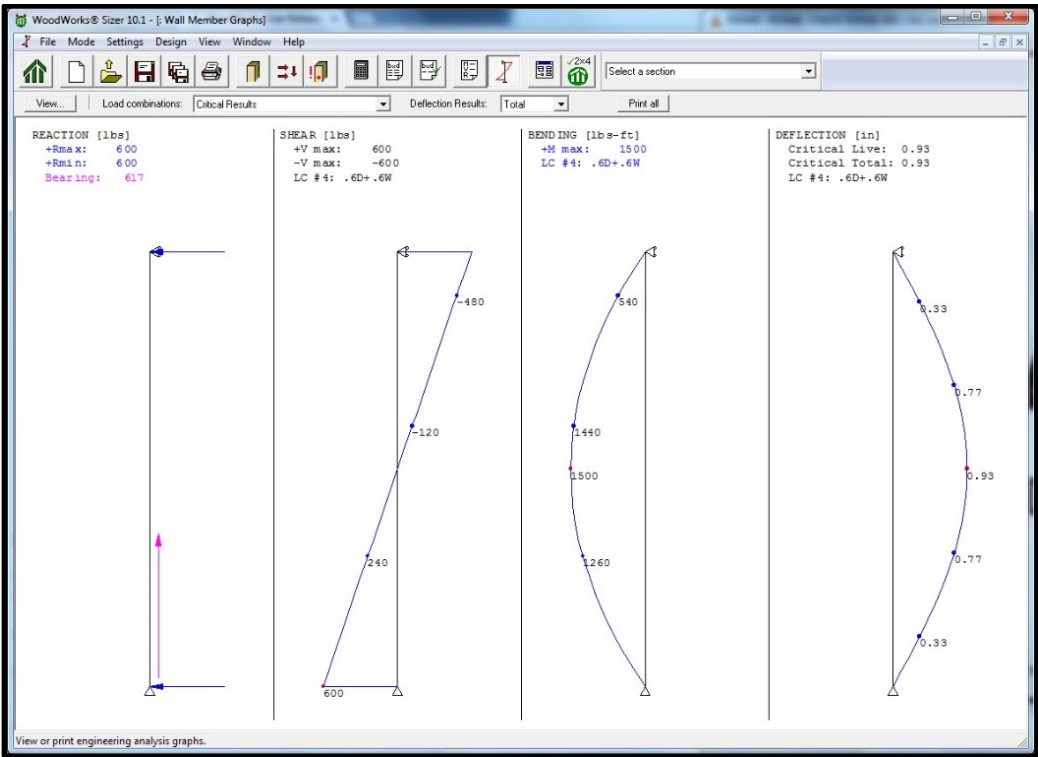 WoodWorks® Sizer 10.1 - [: Wall Member Graphs]
File Mode Settings Design View Window Help
√2×4
Select a section
View... Load combinations: Critical Results Deflection Results: Total Print all
REACTION [lbs]
+Rmax: 600
+Rmin: 600
Bearing: 617
SHEAR [lbs]
+V max: 600
-V max: -600
LC #4: .6D+.6W
-480
-120
240
600
BENDING [lbs-ft]
+M max: 1500
LC #4: .6D+.6W
540
1440
1500
1260
DEFLECTION [in]
Critical Live: 0.93
Critical Total: 0.93
LC #4: .6D+.6W
0.33
0.77
0.93
0.77
0.33
View or print engineering analysis graphs.